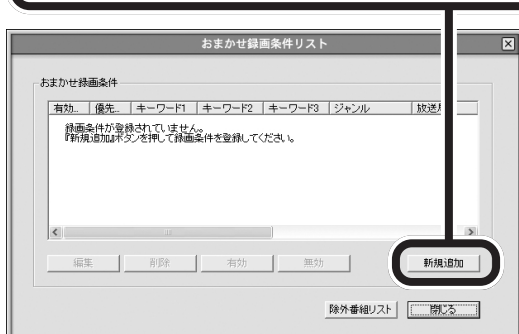 おまかせ録画条件リスト
おまかせ録画条件
有効.. 優先.. キーワード1 キーワード2 キーワード3 ジャンル 放送
録画条件が登録されていません。
『新規追加』ボタンを押して録画条件を登録してください。
編集 削除 有効 無効 新規追加
除外番組リスト 閉じる